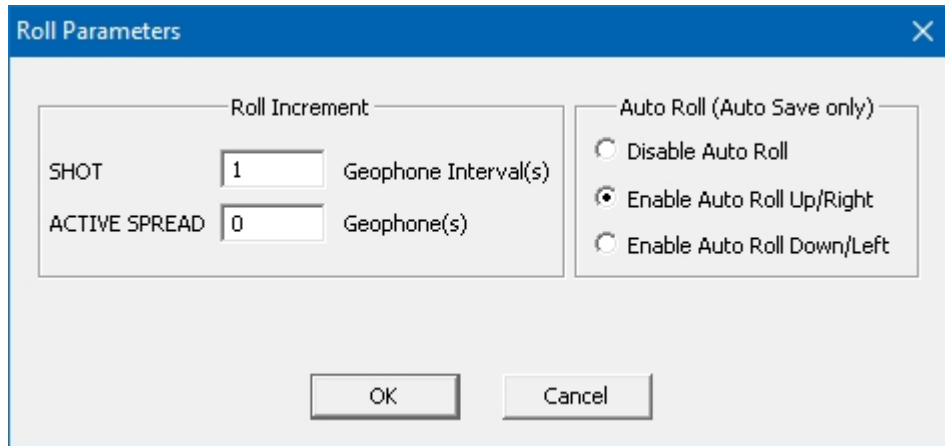 Roll Parameters
Roll Increment
SHOT 1 Geophone Interval(s)
ACTIVE SPREAD 0 Geophone(s)
Auto Roll (Auto Save only)
Disable Auto Roll
Enable Auto Roll Up/Right
Enable Auto Roll Down/Left
OK Cancel